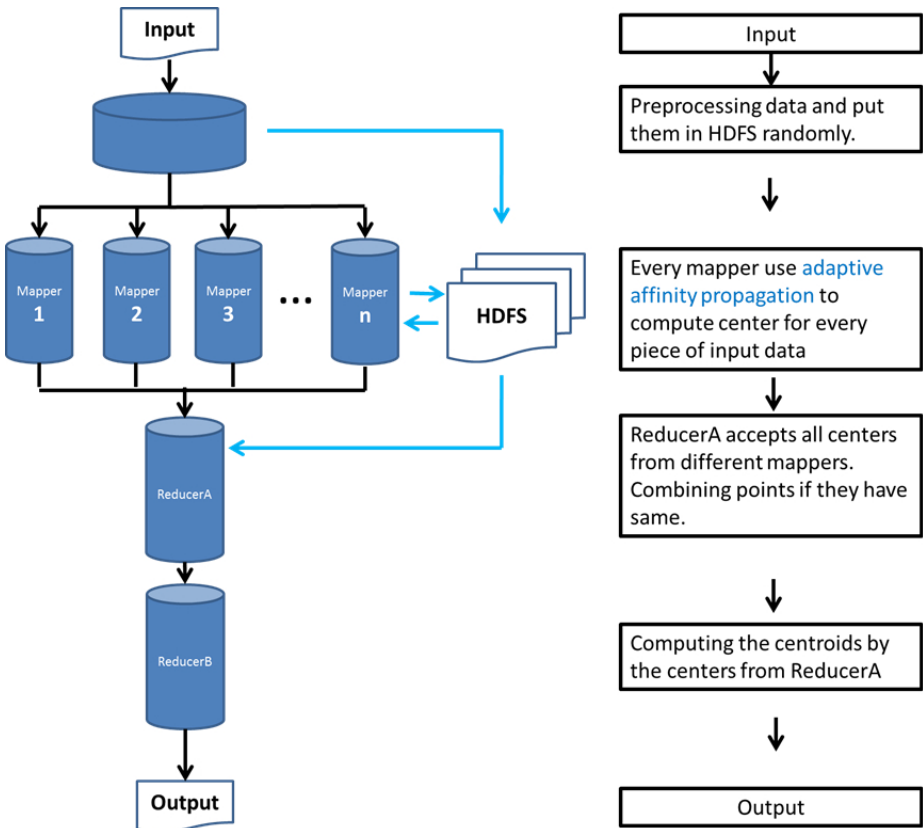 Input
Mapper
1
Mapper
2
Mapper
3
...
Mapper
n
HDFS
ReducerA
ReducerB
Output
Input
Preprocessing data and put
them in HDFS randomly.
Every mapper use adaptive
affinity propagation to
compute center for every
piece of input data
ReducerA accepts all centers
from different mappers.
Combining points if they have
same.
Computing the centroids by
the centers from ReducerA
Output